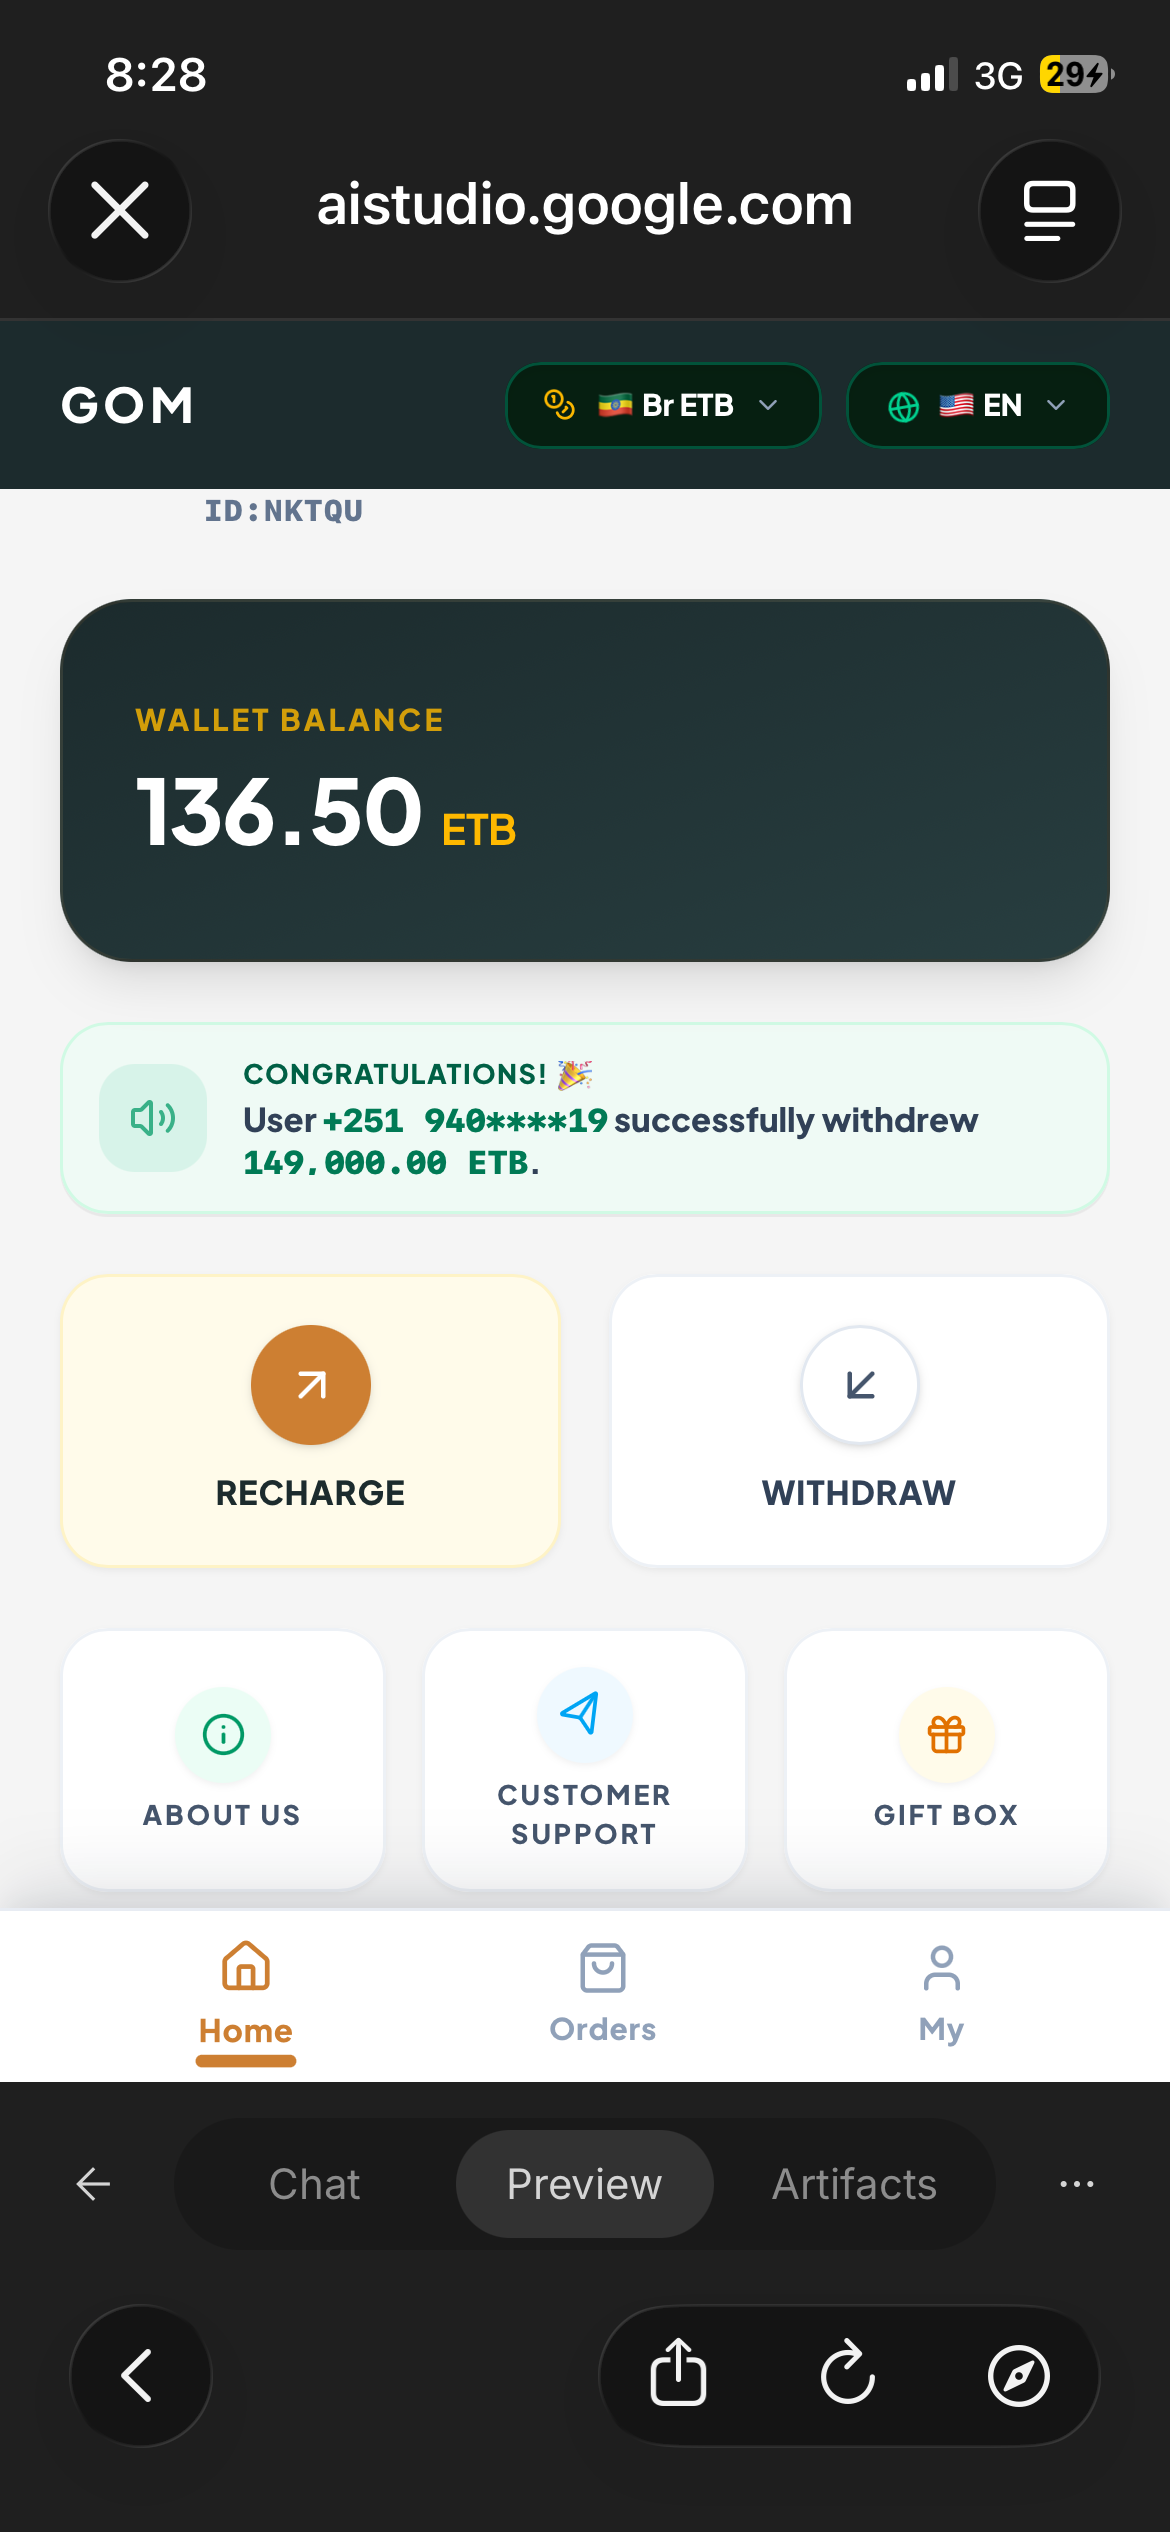 8:28
3G
29
aistudio.google.com
GOM
Br ETB
EN
ID:NKTQU
WALLET BALANCE
136.50 ETB
CONGRATULATIONS! 🎉
User +251 940****19 successfully withdrew
149,000.00 ETB.
RECHARGE
WITHDRAW
ABOUT US
CUSTOMER
SUPPORT
GIFT BOX
Home
Orders
My
Chat
Preview
Artifacts